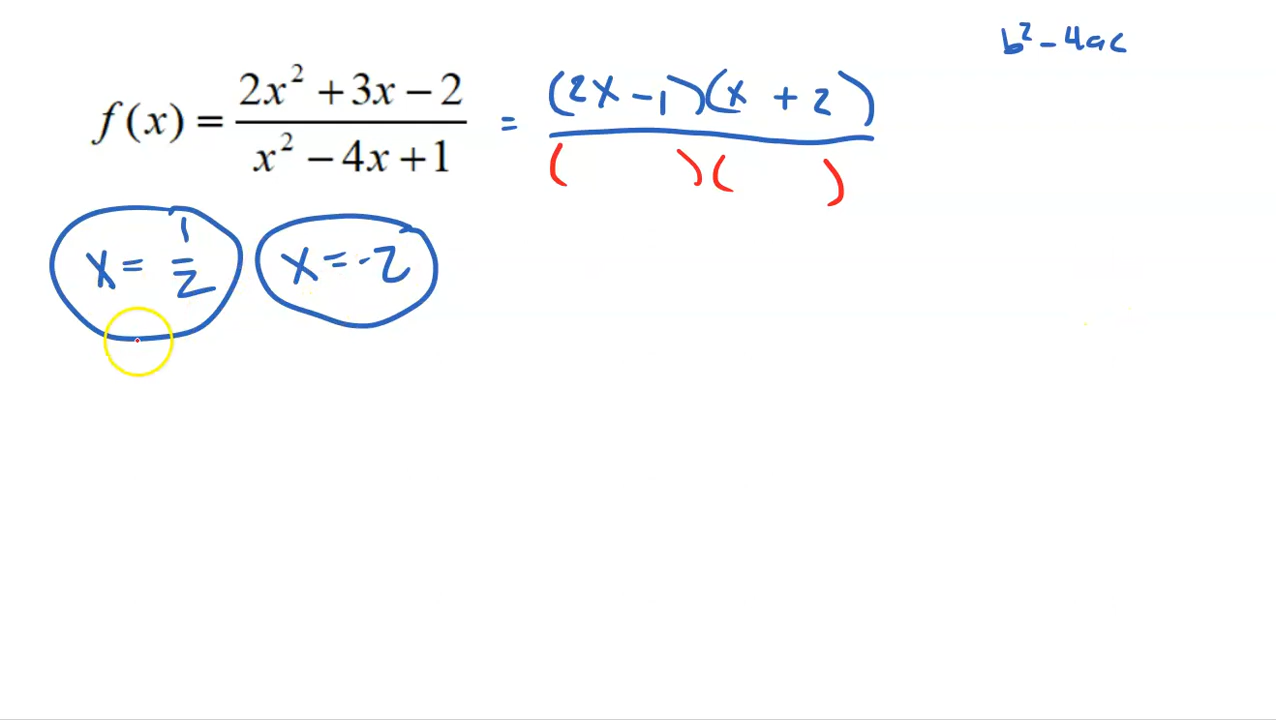 b² - 4ac
f(x) = (2x² + 3x - 2)/(x² - 4x + 1) = ((2x - 1)(x + 2))/(( )( ))
x = 1/2 x = -2